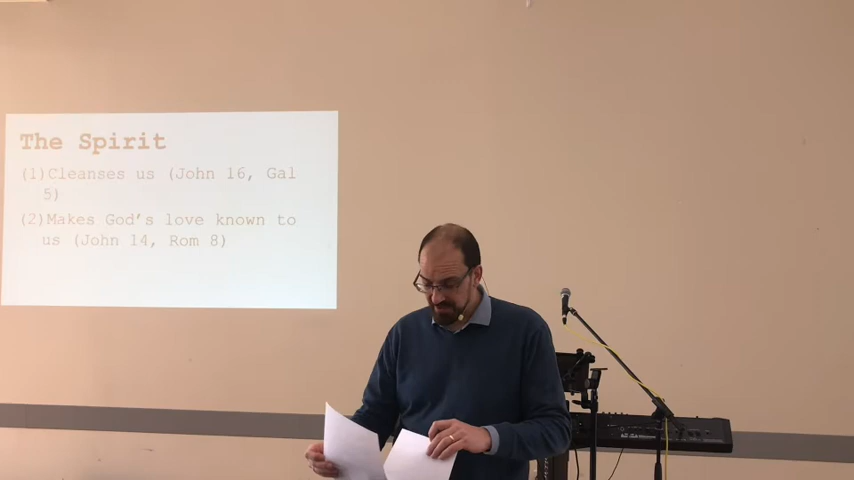 The Spirit
(1)Cleanses us (John 16, Gal
5)
(2)Makes God's love known to
us (John 14, Rom 8)